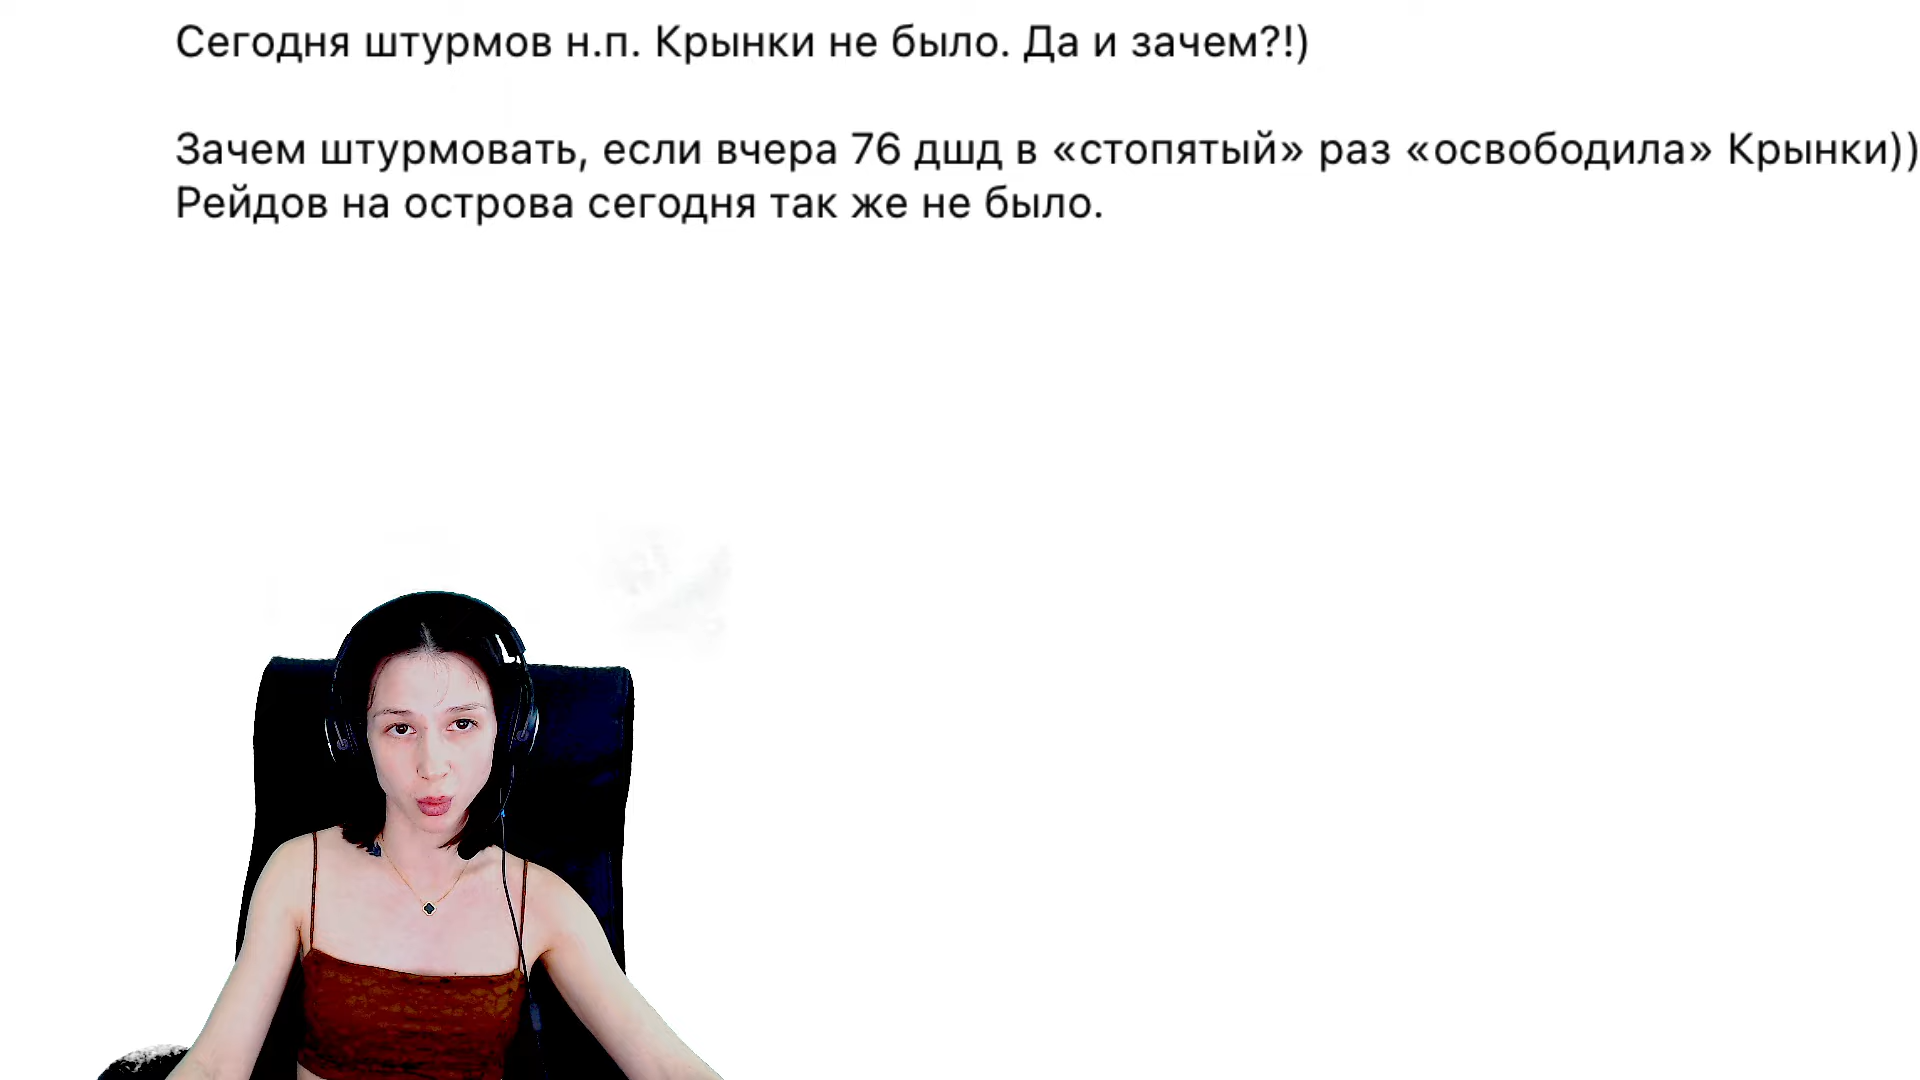 Сегодня штурмов н.п. Крынки не было. Да и зачем?!)
Зачем штурмовать, если вчера 76 дшд в «стопятый» раз «освободила» Крынки))
Рейдов на острова сегодня так же не было.